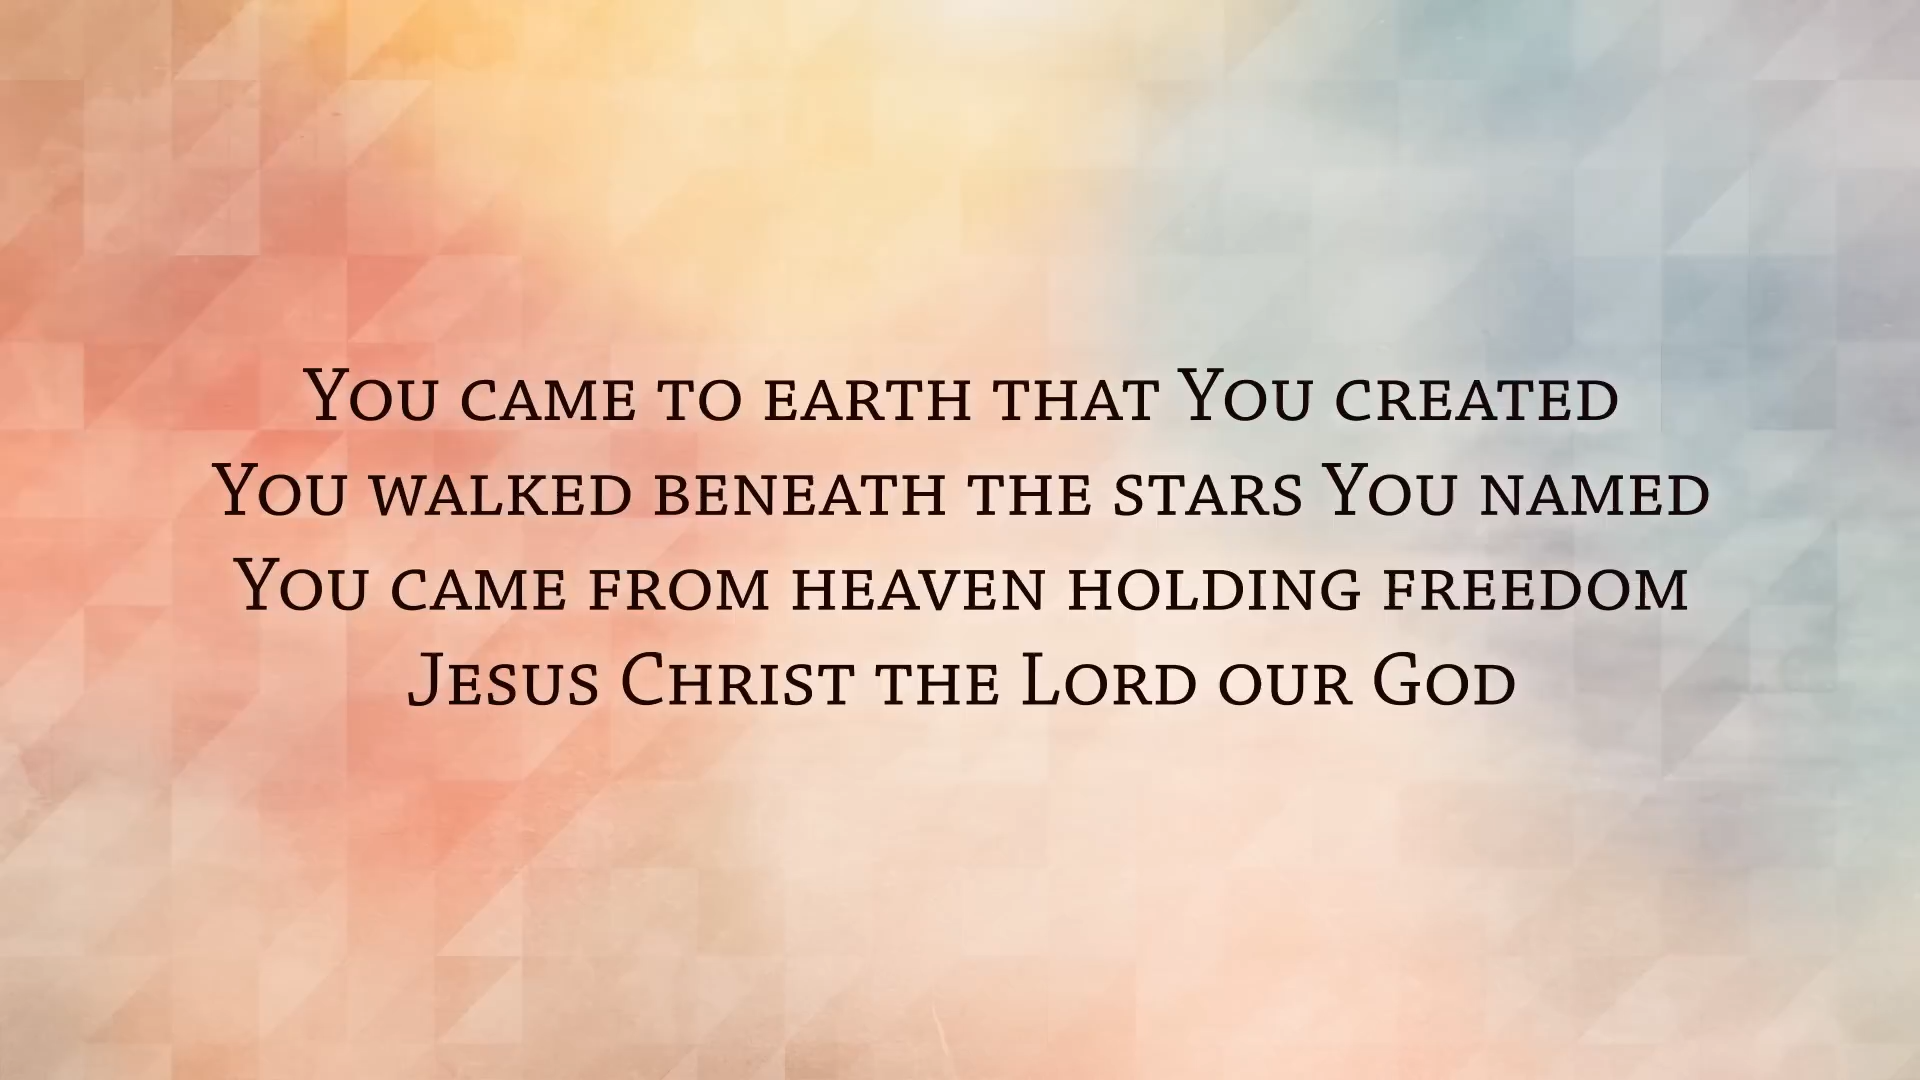 You came to earth that You created
You walked beneath the stars You named
You came from heaven holding freedom
Jesus Christ the Lord our God